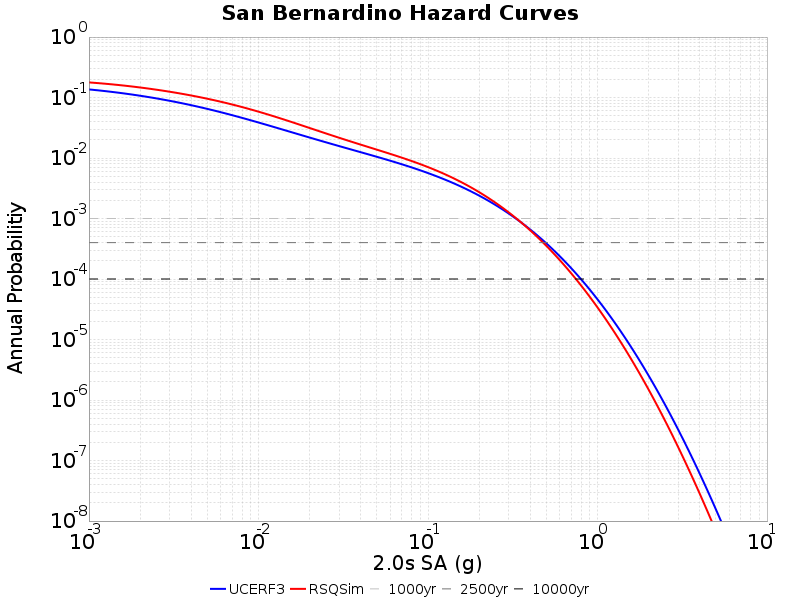 San Bernardino Hazard Curves
Annual Probabilitiy
10^0
10^-1
10^-2
10^-3
10^-4
10^-5
10^-6
10^-7
10^-8
10^-3 10^-2 10^-1 10^0 10^1
2.0s SA (g)
UCERF3 RSQSim 1000yr 2500yr 10000yr